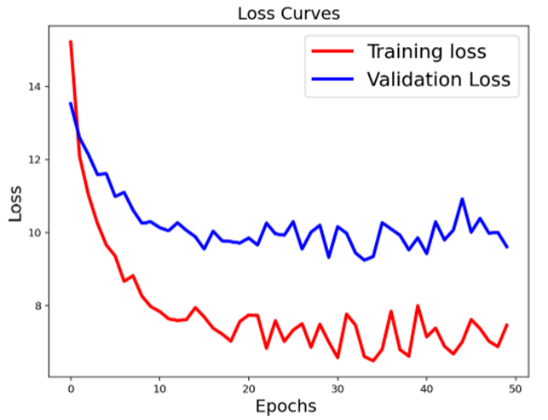 Loss Curves
Training loss
Validation Loss
Loss
14
12
10
8
0 10 20 30 40 50
Epochs